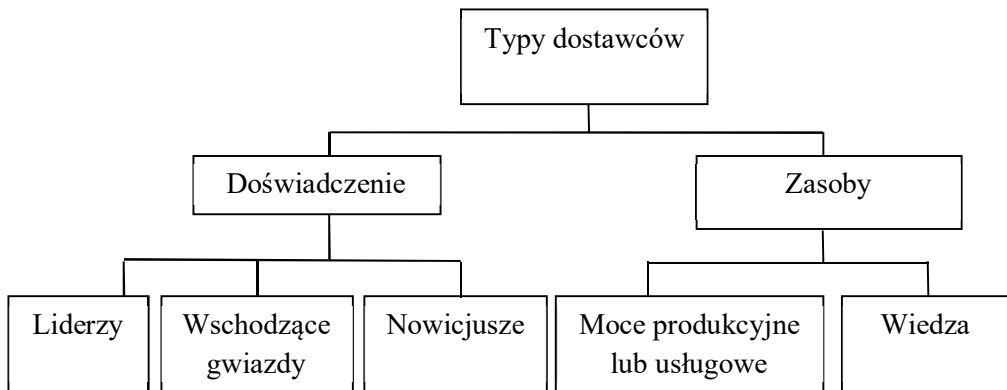 Typy dostawców
Doświadczenie
Zasoby
Liderzy
Wschodzące
gwiazdy
Nowicjusze
Moce produkcyjne
lub usługowe
Wiedza